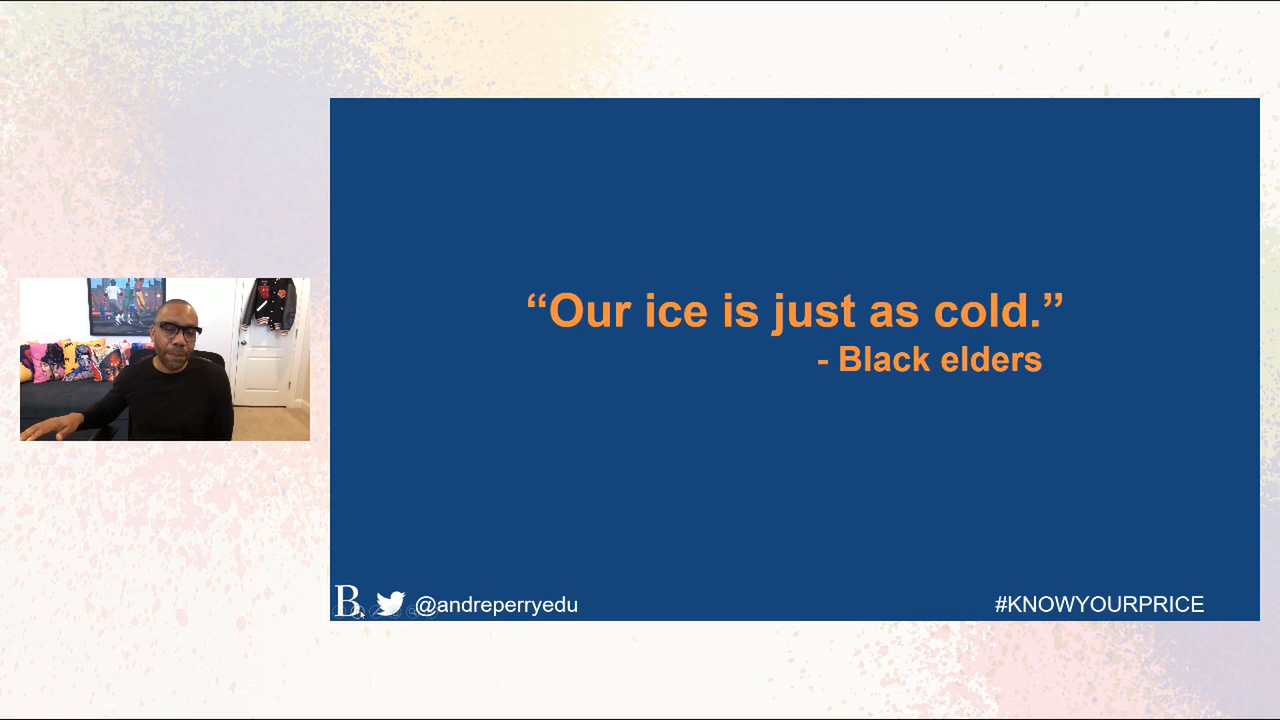 “Our ice is just as cold.”
- Black elders
B @andreperryedu
#KNOWYOURPRICE